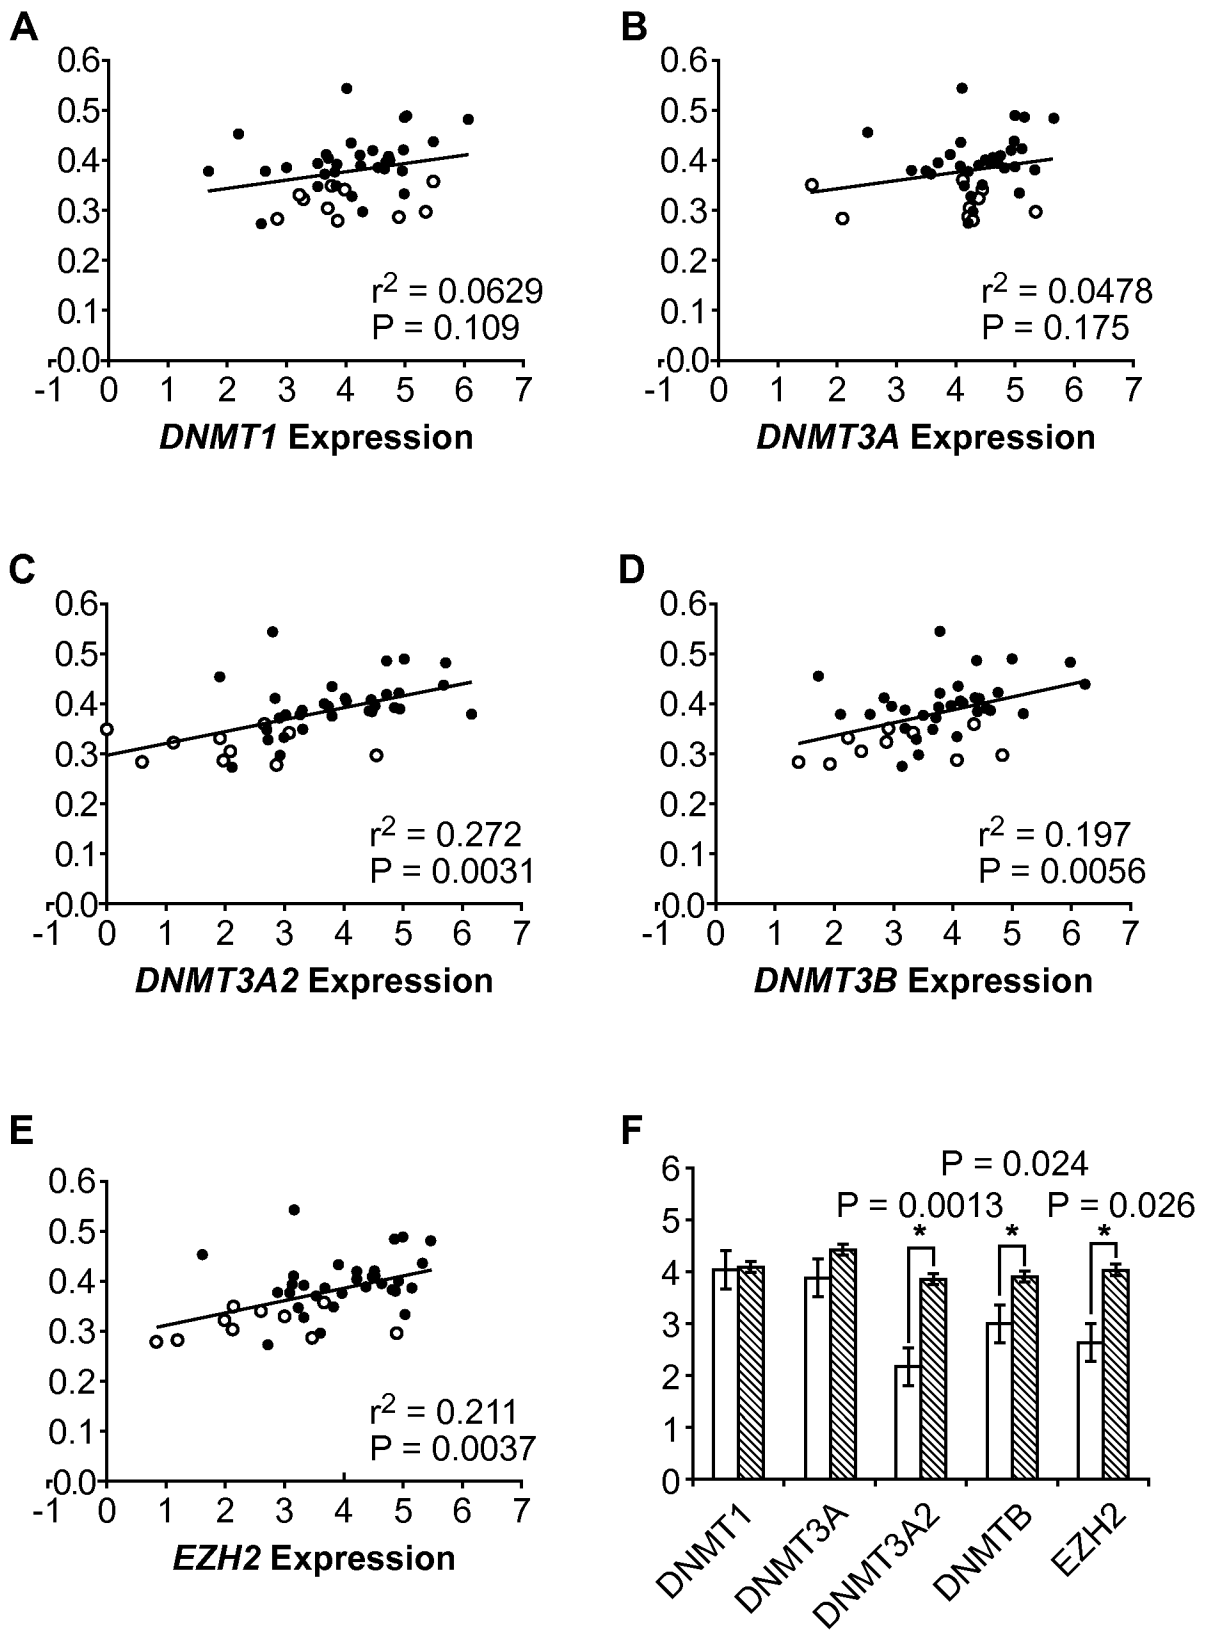 A
0.6
0.5
0.4
0.3
0.2
0.1
-0.0
r² = 0.0629
P = 0.109
-1 0 1 2 3 4 5 6 7
DNMT1 Expression
B
0.6
0.5
0.4
0.3
0.2
0.1
-0.0
r² = 0.0478
P = 0.175
-1 0 1 2 3 4 5 6 7
DNMT3A Expression
C
0.6
0.5
0.4
0.3
0.2
0.1
-0.0
r² = 0.272
P = 0.0031
-1 0 1 2 3 4 5 6 7
DNMT3A2 Expression
D
0.6
0.5
0.4
0.3
0.2
0.1
-0.0
r² = 0.197
P = 0.0056
-1 0 1 2 3 4 5 6 7
DNMT3B Expression
E
0.6
0.5
0.4
0.3
0.2
0.1
-0.0
r² = 0.211
P = 0.0037
-1 0 1 2 3 4 5 6 7
EZH2 Expression
F
6
5
4
3
2
1
0
P = 0.024
P = 0.0013 P = 0.026
* * *
DNMT1
DNMT3A
DNMT3A2
DNMTB
EZH2